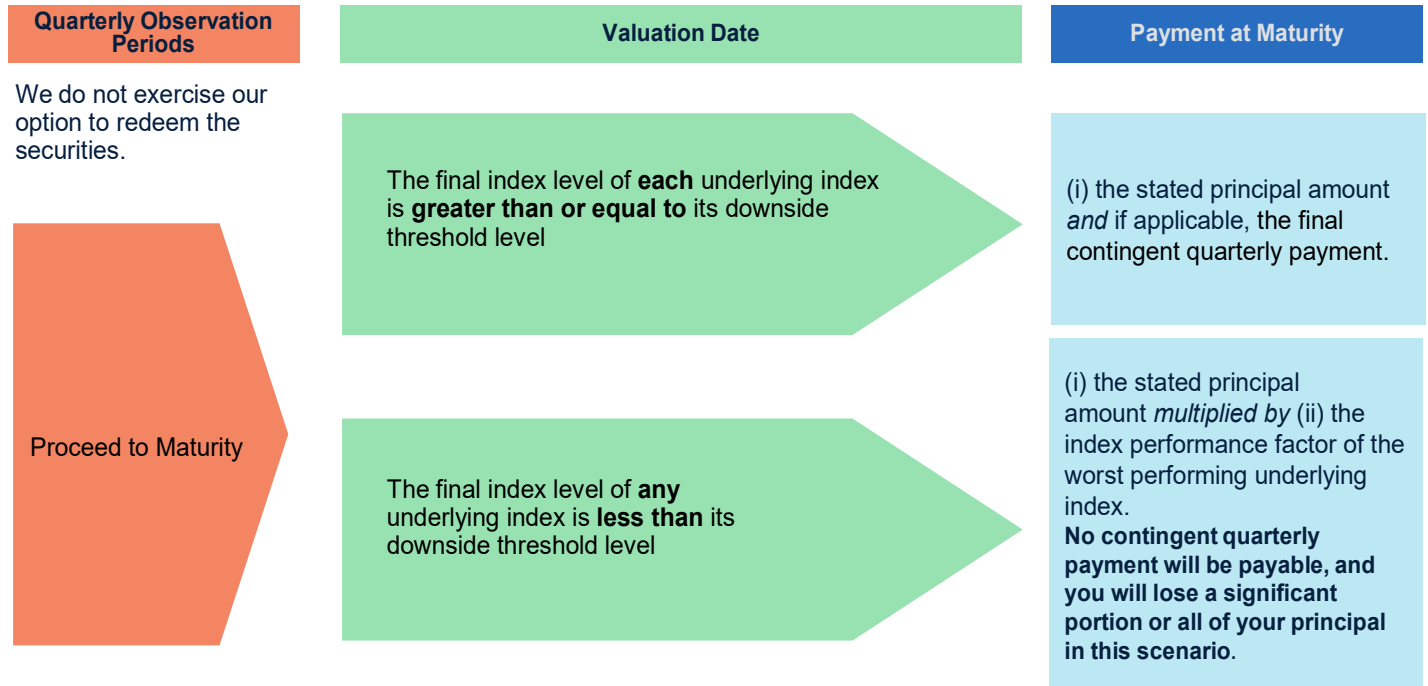 Quarterly Observation
Periods
Valuation Date
Payment at Maturity
We do not exercise our
option to redeem the
securities.
Proceed to Maturity
The final index level of each underlying index
is greater than or equal to its downside
threshold level
(i) the stated principal amount
and if applicable, the final
contingent quarterly payment.
The final index level of any
underlying index is less than its
downside threshold level
(i) the stated principal
amount multiplied by (ii) the
index performance factor of the
worst performing underlying
index.
No contingent quarterly
payment will be payable, and
you will lose a significant
portion or all of your principal
in this scenario.